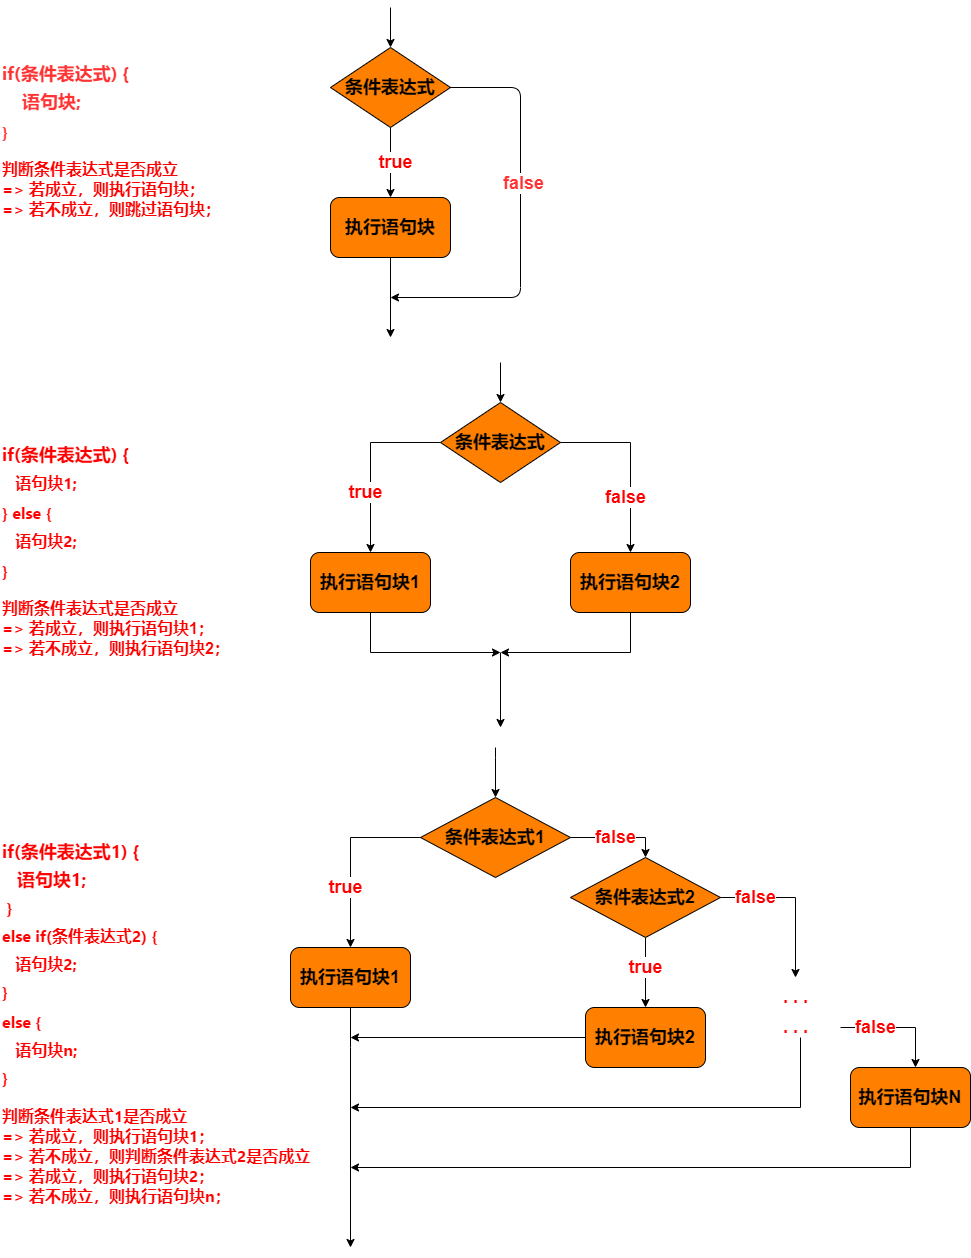 if(条件表达式) {
语句块;
}
判断条件表达式是否成立
=> 若成立，则执行语句块;
=> 若不成立，则跳过语句块;
条件表达式
true
false
执行语句块
if(条件表达式) {
语句块1;
} else {
语句块2;
}
判断条件表达式是否成立
=> 若成立，则执行语句块1;
=> 若不成立，则执行语句块2;
条件表达式
true
false
执行语句块1
执行语句块2
if(条件表达式1) {
语句块1;
}
else if(条件表达式2) {
语句块2;
}
else {
语句块n;
}
判断条件表达式1是否成立
=> 若成立，则执行语句块1;
=> 若不成立，则判断条件表达式2是否成立
=> 若成立，则执行语句块2;
=> 若不成立，则执行语句块n;
条件表达式1
false
true
条件表达式2
false
true
执行语句块1
...
...
false
执行语句块2
执行语句块N